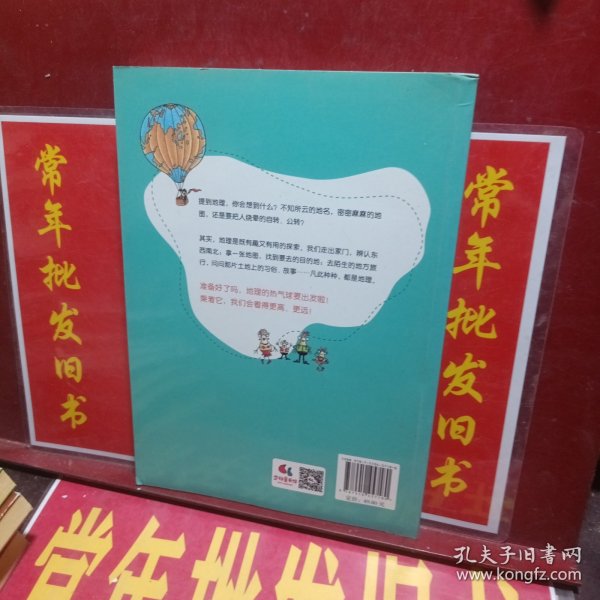 常年批发旧书
提到地理，你会想到什么？不知所云的地名，密密麻麻的地
图，还是要把人绕晕的自转、公转？
其实，地理是既有趣又有用的探索，我们走出家门，辨认东
西南北；拿一张地图，找到要去的目的地；去陌生的地方旅
行，问问那片土地上的习俗、故事……凡此种种，都是地理。
准备好了吗，地理的热气球要出发啦！
乘着它，我们会看得更高、更远！
常年批发旧书
常年批发旧书
孔夫子旧书网
www.kongfz.com